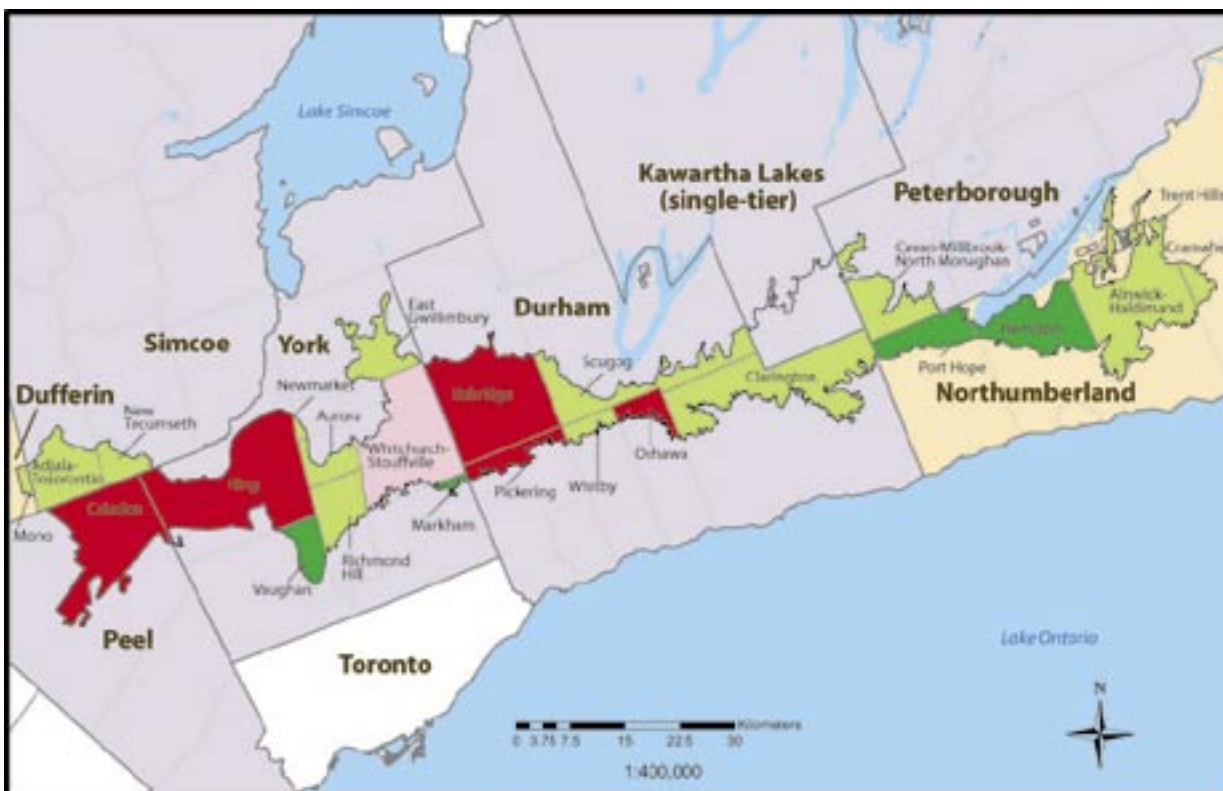 Lake Simcoe
Kawartha Lakes
(single-tier)
Peterborough
Trent Hills
Cavan-Millbrook-
North Monaghan
Cramahe
East
Gwillimbury
Durham
Alnwick-
Haldimand
Simcoe
York
Hamilton
Scugog
Port Hope
Newmarket
Clarington
Northumberland
Dufferin
New
Tecumseth
Aurora
Uxbridge
Whitchurch-
Stouffville
Adjala-
Tosorontio
King
Oshawa
Caledon
Pickering
Whitby
Mono
Markham
Richmond
Hill
Vaughan
Peel
Toronto
Lake Ontario
N
Kilometers
0 3.75 7.5 15 22.5 30
1:400,000